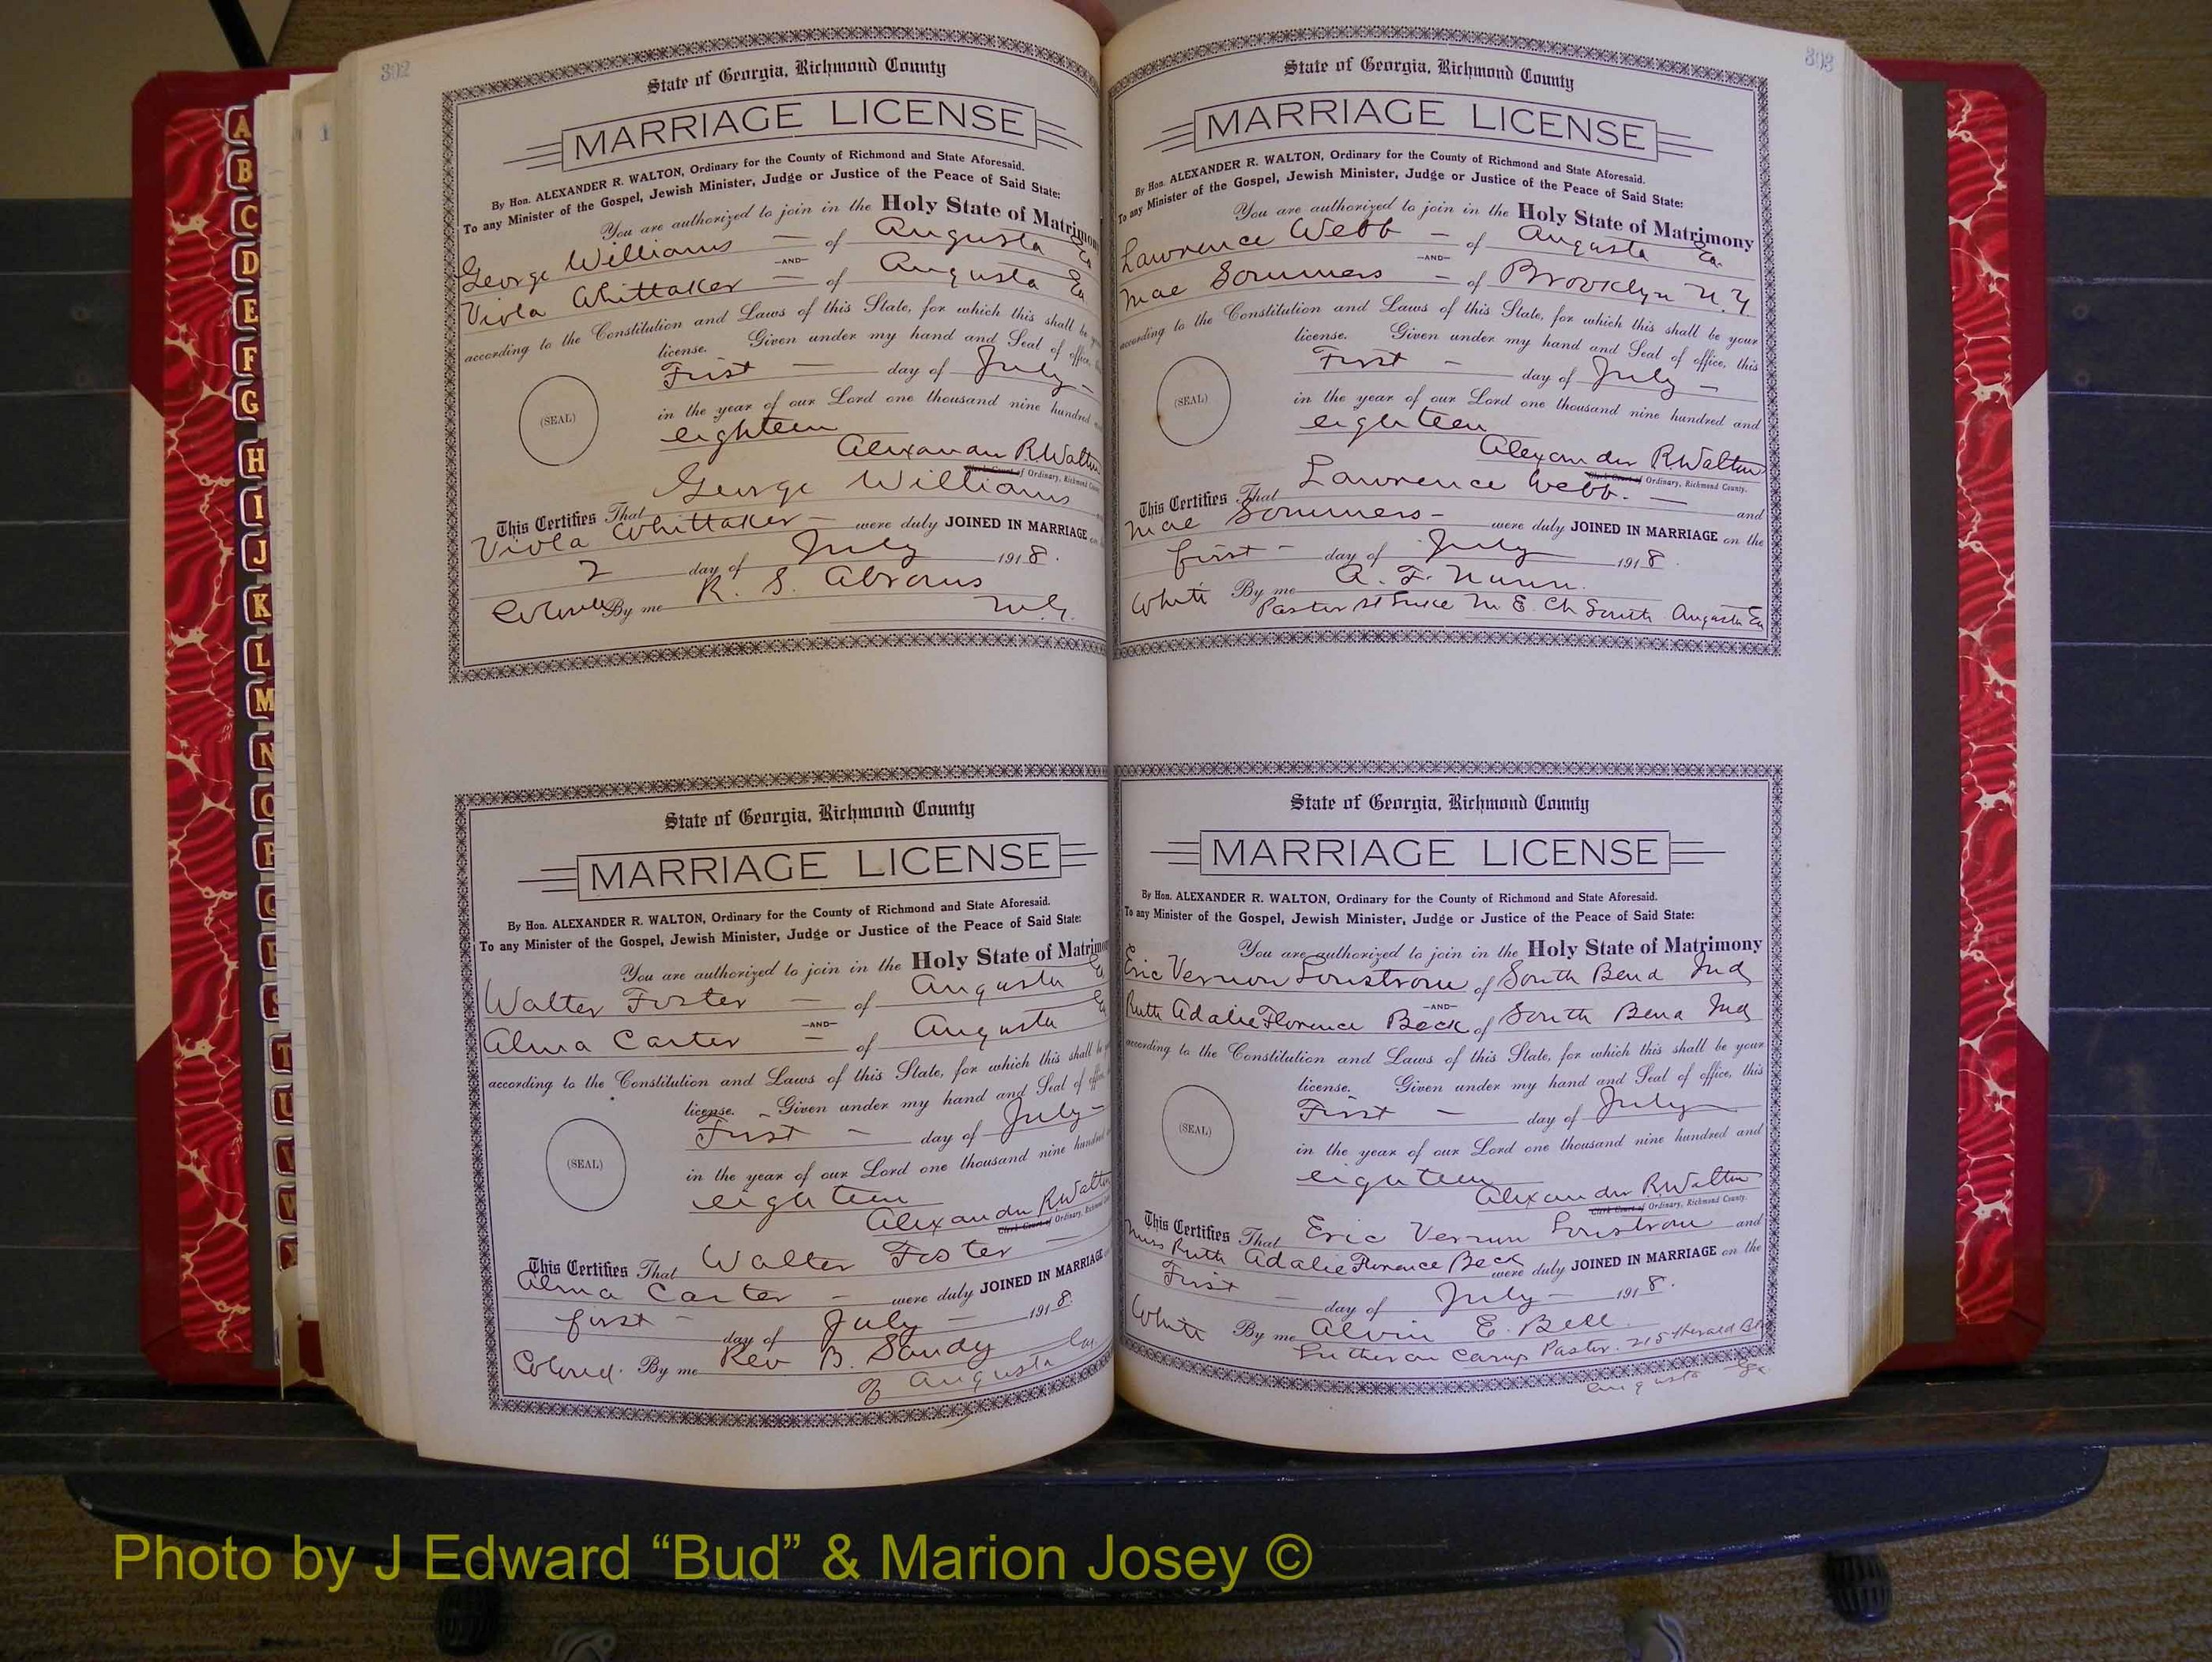 302
State of Georgia, Richmond County
MARRIAGE LICENSE
By Hon. ALEXANDER R. WALTON, Ordinary for the County of Richmond and State Aforesaid.
To any Minister of the Gospel, Jewish Minister, Judge or Justice of the Peace of Said State:
You are authorized to join in the Holy State of Matrimony
George Williams — of Augusta Ga
—AND—
Viola Whittaker — of Augusta Ga
according to the Constitution and Laws of this State, for which this shall be
license. Given under my hand and Seal of office,
First — day of July —
(SEAL)
in the year of our Lord one thousand nine hundred
eighteen
Alexander R. Walton
Clerk Court of Ordinary, Richmond
George Williams
This Certifies That
Viola Whittaker — were duly JOINED IN MARRIAGE on
2 day of July 1918.
Colored By me R. S. Abrams
M.G.
State of Georgia, Richmond County
MARRIAGE LICENSE
By Hon. ALEXANDER R. WALTON, Ordinary for the County of Richmond and State Aforesaid.
To any Minister of the Gospel, Jewish Minister, Judge or Justice of the Peace of Said State:
You are authorized to join in the Holy State of
Walter Foster — of Augusta Ga
—AND—
Alma Carter — of Augusta Ga
according to the Constitution and Laws of this State, for which this shall be
license. Given under my hand and Seal of
First — day of July —
(SEAL)
in the year of our Lord one thousand nine
eighteen
Alexander R. Walton
Clerk Court of Ordinary,
This Certifies That Walter Foster —
Alma Carter — were duly JOINED IN MARRIAGE
first — day of July — 1918.
Colored. By me Rev B. Sandy
of Augusta Ga.
303
State of Georgia, Richmond County
MARRIAGE LICENSE
By Hon. ALEXANDER R. WALTON, Ordinary for the County of Richmond and State Aforesaid.
To any Minister of the Gospel, Jewish Minister, Judge or Justice of the Peace of Said State:
You are authorized to join in the Holy State of Matrimony
Lawrence Webb — of Augusta Ga.
—AND—
Mae Sommers — of Brooklyn N.Y
according to the Constitution and Laws of this State, for which this shall be your
license. Given under my hand and Seal of office, this
First — day of July —
(SEAL)
in the year of our Lord one thousand nine hundred and
eighteen
Alexander R. Walton
Clerk Court of Ordinary, Richmond County.
This Certifies That Lawrence Webb. — and
Mae Sommers — were duly JOINED IN MARRIAGE on the
first — day of July 1918.
White By me A. F. Nunn.
Pastor St Luke M E. Ch South Augusta Ga
State of Georgia, Richmond County
MARRIAGE LICENSE
By Hon. ALEXANDER R. WALTON, Ordinary for the County of Richmond and State Aforesaid.
To any Minister of the Gospel, Jewish Minister, Judge or Justice of the Peace of Said State:
You are authorized to join in the Holy State of Matrimony
Eric Vernon of South Bend Ind
—AND—
Ruth Adalie Florence Beck of South Bend Ind
according to the Constitution and Laws of this State, for which this shall be your
license. Given under my hand and Seal of office, this
First — day of July
(SEAL)
in the year of our Lord one thousand nine hundred and
eighteen
Alexander R. Walton
Clerk Court of Ordinary, Richmond County.
This Certifies That Eric Vernon and
Miss Ruth Adalie Florence Beck were duly JOINED IN MARRIAGE on the
First — day of July — 1918.
White By me Alvin E. Bell.
Lutheran Camp Pastor. 215 Herald
Augusta Ga
A
B
C
D
E
F
G
H
I
J
K
L
M
N
O
P
Q
R
S
T
U
V
W
Photo by J Edward “Bud” & Marion Josey ©